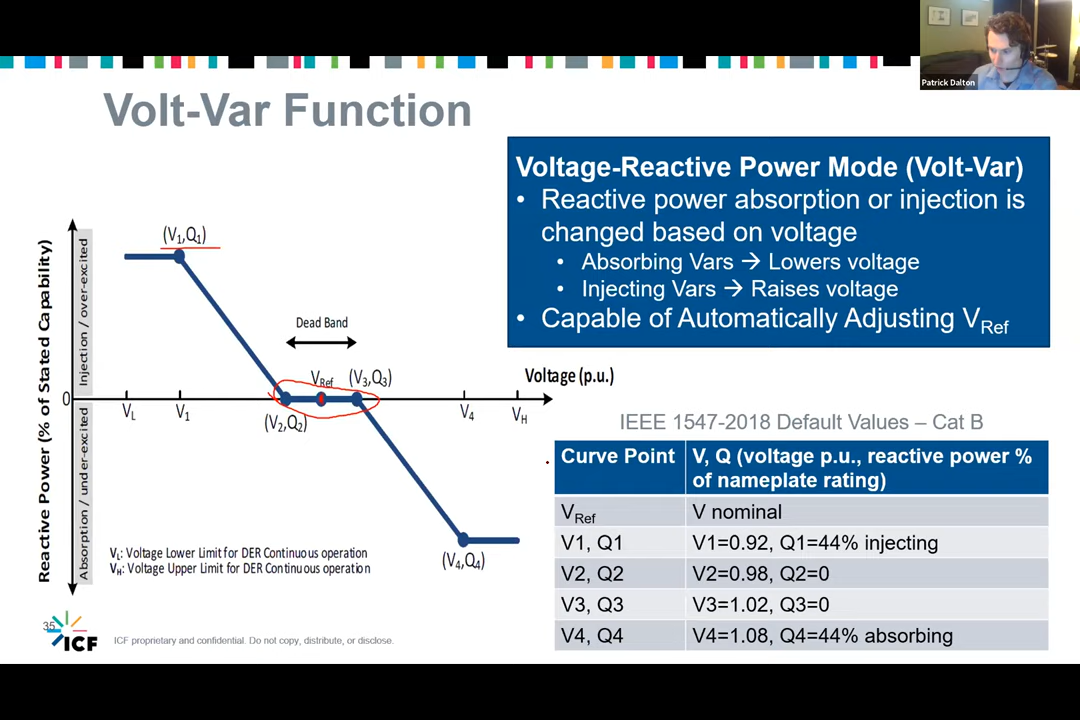 Patrick Dalton
Volt-Var Function
Voltage-Reactive Power Mode (Volt-Var)
• Reactive power absorption or injection is
changed based on voltage
• Absorbing Vars → Lowers voltage
• Injecting Vars → Raises voltage
• Capable of Automatically Adjusting VRef
Reactive Power (% of Stated Capability)
Injection / over-excited
Absorption / under-excited
(V1,Q1)
Dead Band
VRef
(V3,Q3)
Voltage (p.u.)
0
VL
V1
(V2,Q2)
V4
VH
(V4,Q4)
VL: Voltage Lower Limit for DER Continuous operation
VH: Voltage Upper Limit for DER Continuous operation
IEEE 1547-2018 Default Values – Cat B
Curve Point
V, Q (voltage p.u., reactive power %
of nameplate rating)
VRef
V nominal
V1, Q1
V1=0.92, Q1=44% injecting
V2, Q2
V2=0.98, Q2=0
V3, Q3
V3=1.02, Q3=0
V4, Q4
V4=1.08, Q4=44% absorbing
35
ICF
ICF proprietary and confidential. Do not copy, distribute, or disclose.